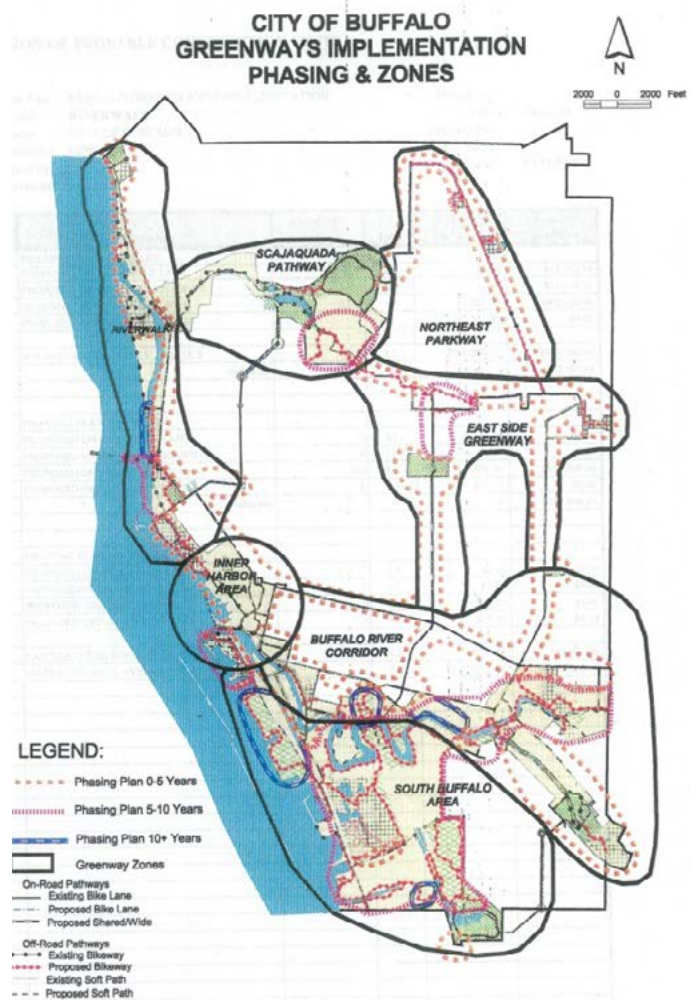 CITY OF BUFFALO
GREENWAYS IMPLEMENTATION
PHASING & ZONES
N
2000 0 2000 Feet
SCAJAQUADA
PATHWAY
RIVERWALK
NORTHEAST
PARKWAY
EAST SIDE
GREENWAY
INNER
HARBOR
AREA
BUFFALO RIVER
CORRIDOR
SOUTH BUFFALO
AREA
LEGEND:
Phasing Plan 0-5 Years
Phasing Plan 5-10 Years
Phasing Plan 10+ Years
Greenway Zones
On-Road Pathways
Existing Bike Lane
Proposed Bike Lane
Proposed Shared/Wide
Off-Road Pathways
Existing Bikeway
Proposed Bikeway
Existing Soft Path
Proposed Soft Path